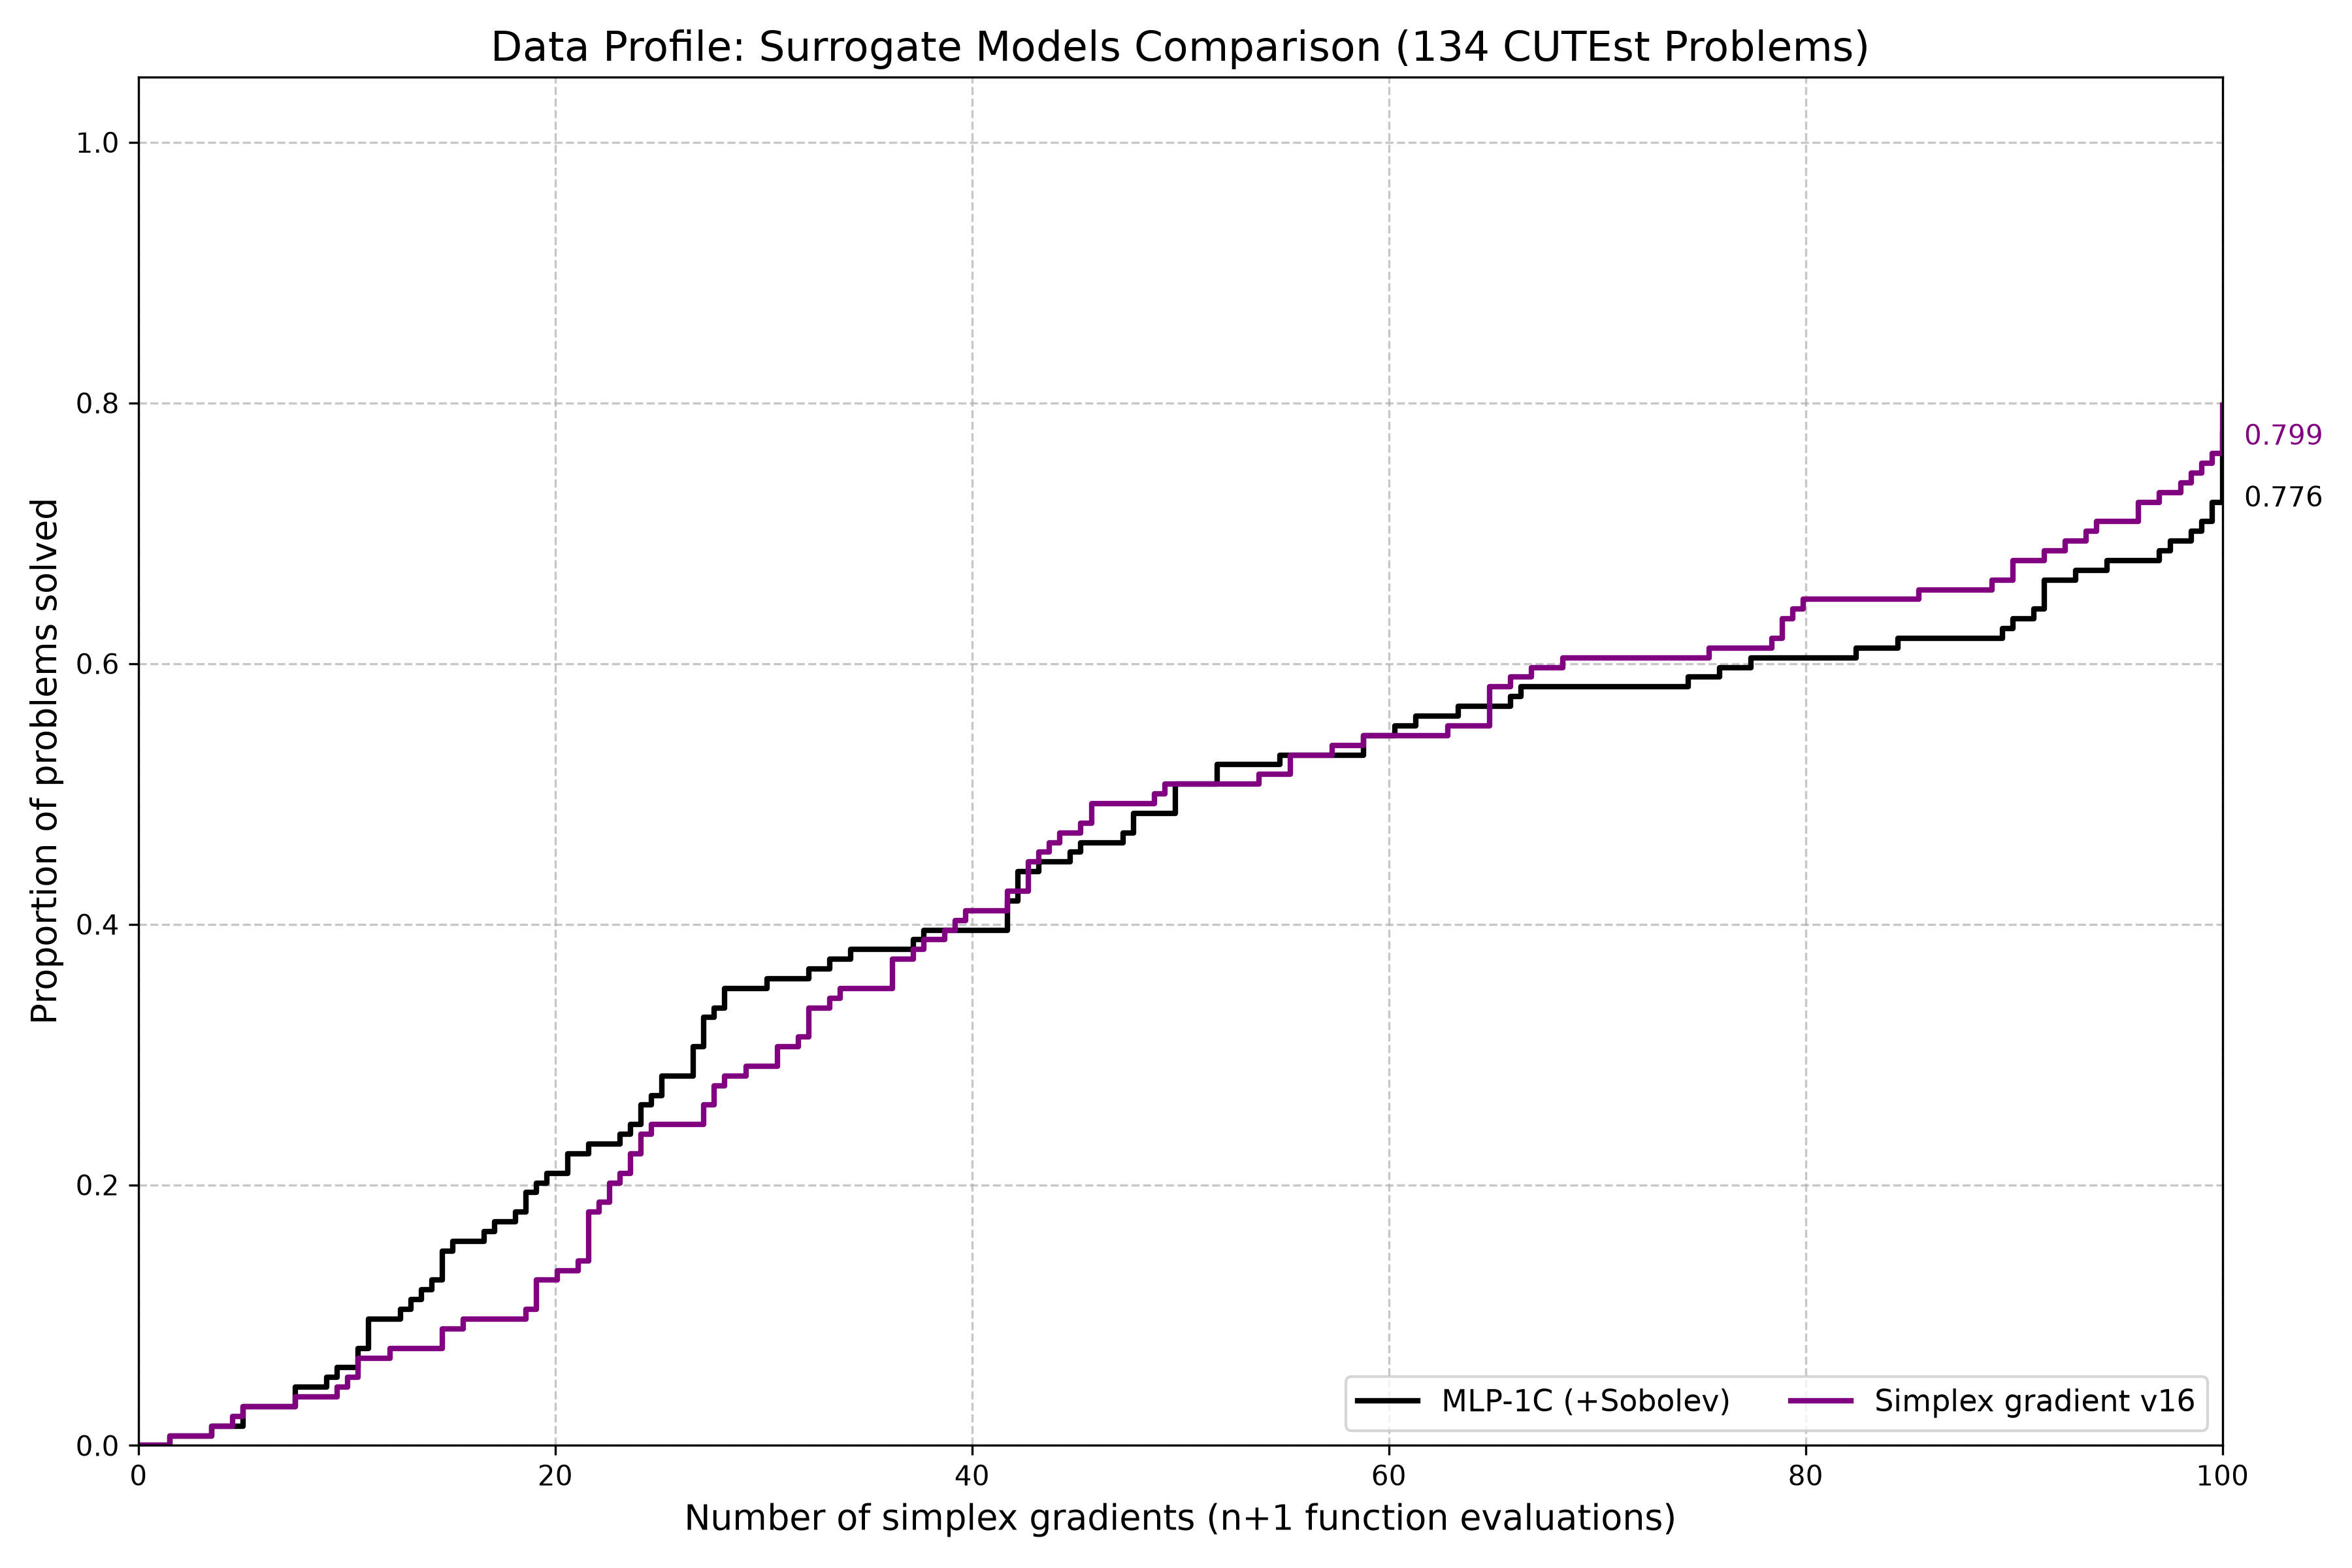 Data Profile: Surrogate Models Comparison (134 CUTEst Problems)
Proportion of problems solved
1.0
0.8
0.6
0.4
0.2
0.0
0.799
0.776
MLP-1C (+Sobolev)
Simplex gradient v16
0
20
40
60
80
100
Number of simplex gradients (n+1 function evaluations)